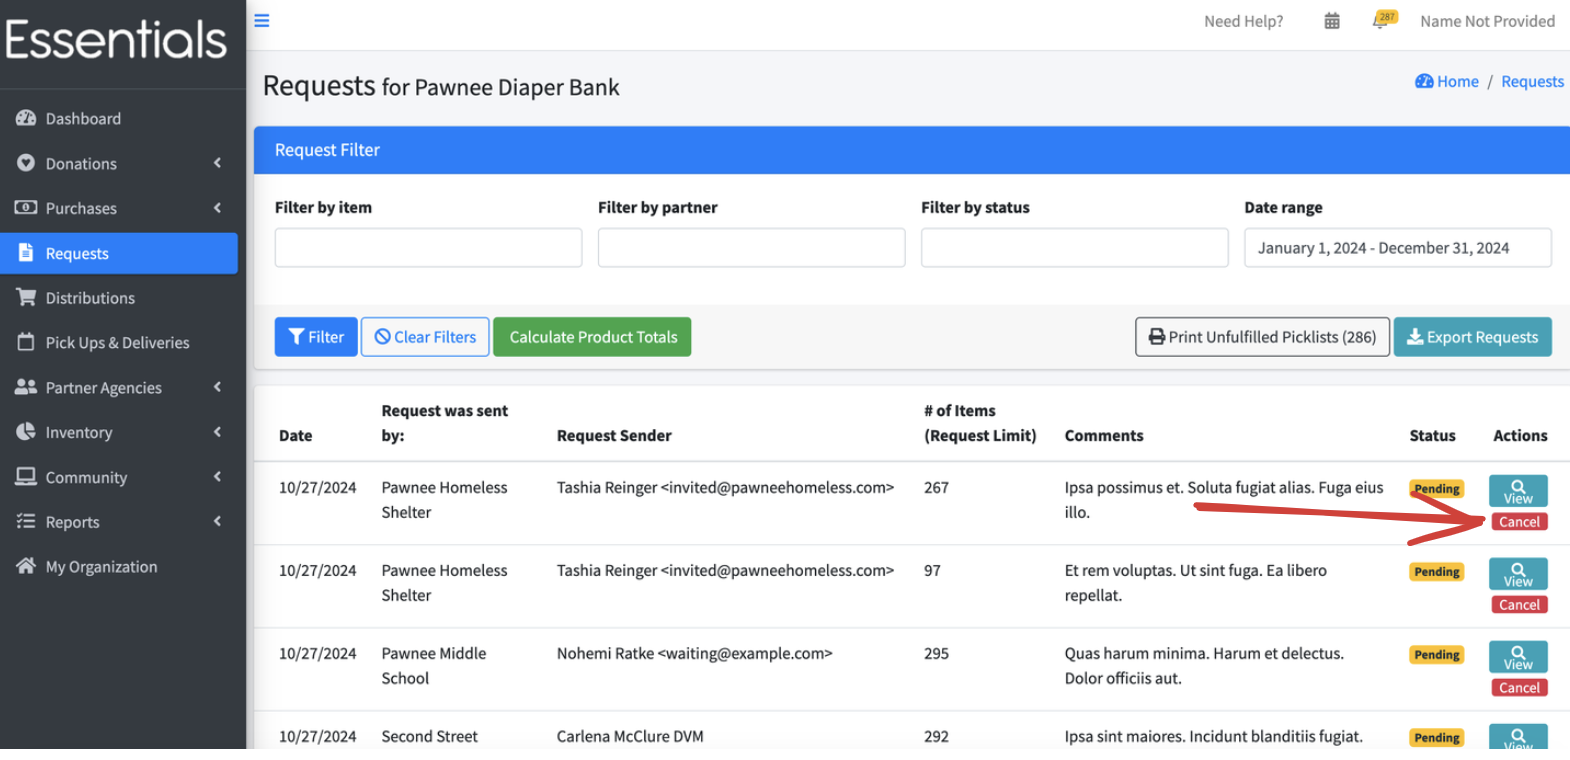 Essentials
Need Help? 287 Name Not Provided
Requests for Pawnee Diaper Bank
Home / Requests
Dashboard
Donations
Purchases
Requests
Distributions
Pick Ups & Deliveries
Partner Agencies
Inventory
Community
Reports
My Organization
Request Filter
Filter by item Filter by partner Filter by status Date range
January 1, 2024 - December 31, 2024
Filter Clear Filters Calculate Product Totals Print Unfulfilled Picklists (286) Export Requests
Request was sent # of Items
Date by: Request Sender (Request Limit) Comments Status Actions
10/27/2024 Pawnee Homeless Tashia Reinger <invited@pawneehomeless.com> 267 Ipsa possimus et. Soluta fugiat alias. Fuga eius Pending View
Shelter illo. Cancel
10/27/2024 Pawnee Homeless Tashia Reinger <invited@pawneehomeless.com> 97 Et rem voluptas. Ut sint fuga. Ea libero Pending View
Shelter repellat. Cancel
10/27/2024 Pawnee Middle Nohemi Ratke <waiting@example.com> 295 Quas harum minima. Harum et delectus. Pending View
School Dolor officiis aut. Cancel
10/27/2024 Second Street Carlena McClure DVM 292 Ipsa sint maiores. Incidunt blanditiis fugiat. Pending View